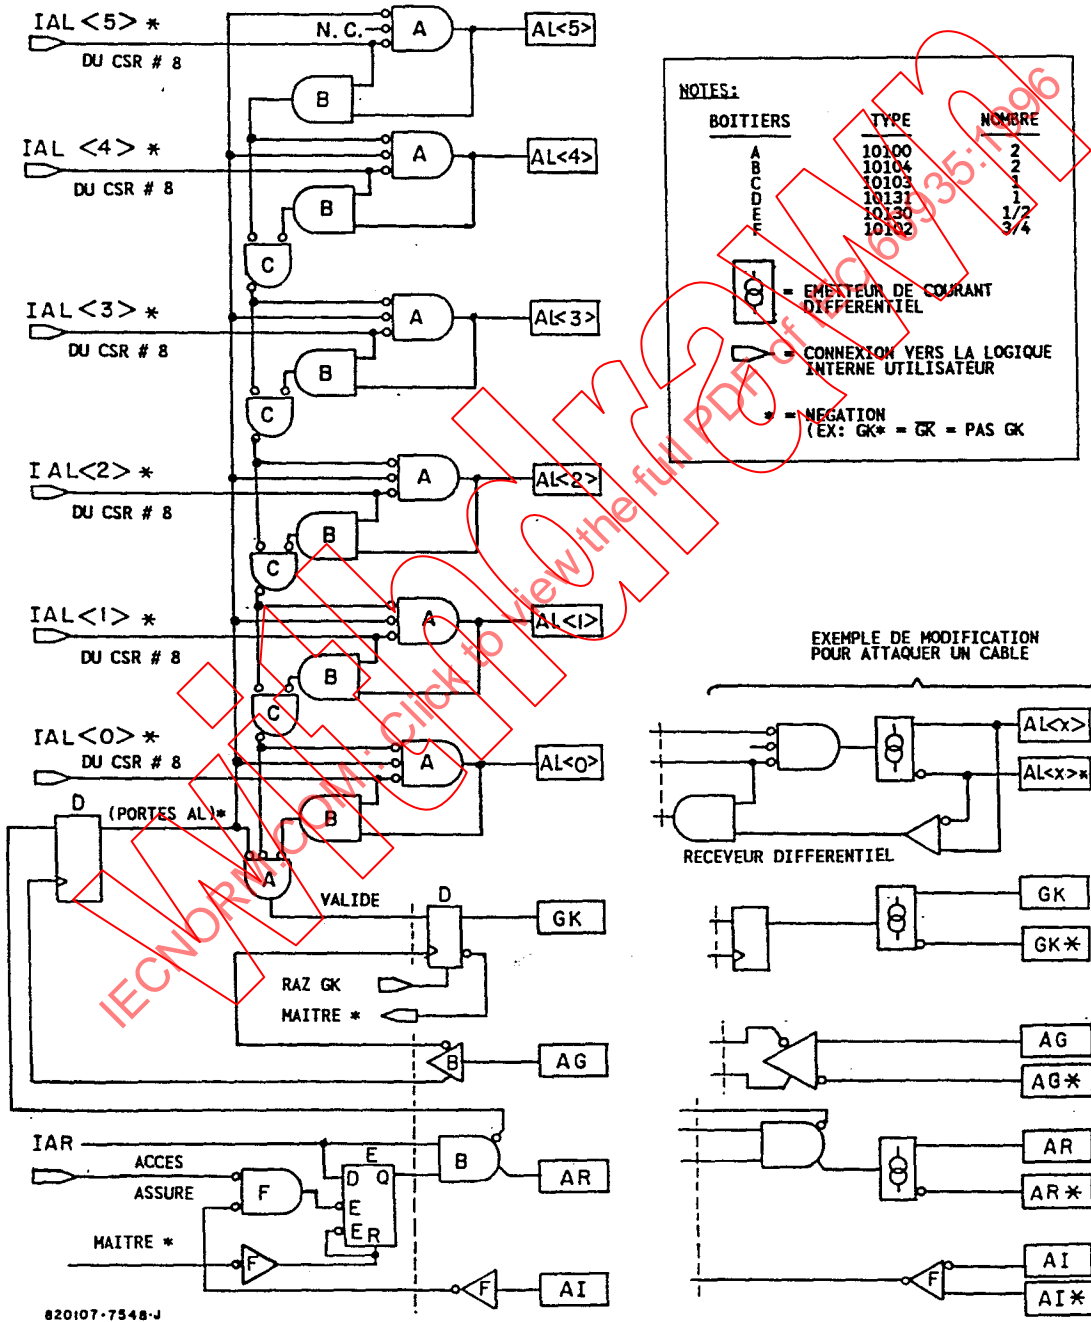 IAL<5> *
DU CSR # 8
N.C.
A
AL<5>
B
IAL <4> *
DU CSR # 8
A
AL<4>
B
C
IAL<3> *
DU CSR # 8
A
AL<3>
B
C
IAL<2> *
DU CSR # 8
A
AL<2>
B
C
IAL<1> *
DU CSR # 8
A
AL<1>
B
C
IAL<0> *
DU CSR # 8
A
AL<0>
B
D
(PORTES AL)*
A
VALIDE
D
GK
RAZ GK
MAITRE *
B
AG
IAR
ACCES
ASSURE
F
E
D Q
E
E R
B
AR
MAITRE *
F
F
AI
820107-7548-J
NOTES:
BOITIERS TYPE NOMBRE
A 10100 2
B 10104 2
C 10103 1
D 10131 1
E 10130 1/2
F 10102 3/4
= EMETTEUR DE COURANT
DIFFERENTIEL
= CONNEXION VERS LA LOGIQUE
INTERNE UTILISATEUR
* = NEGATION
(EX: GK* = G̅K̅ = PAS GK
EXEMPLE DE MODIFICATION
POUR ATTAQUER UN CABLE
AL<x>
AL<x>*
RECEVEUR DIFFERENTIEL
GK
GK*
AG
AG*
AR
AR*
F
AI
AI*
IECNORM.COM: Click to view the full PDF of IEC 60935:1996
Withdrawn